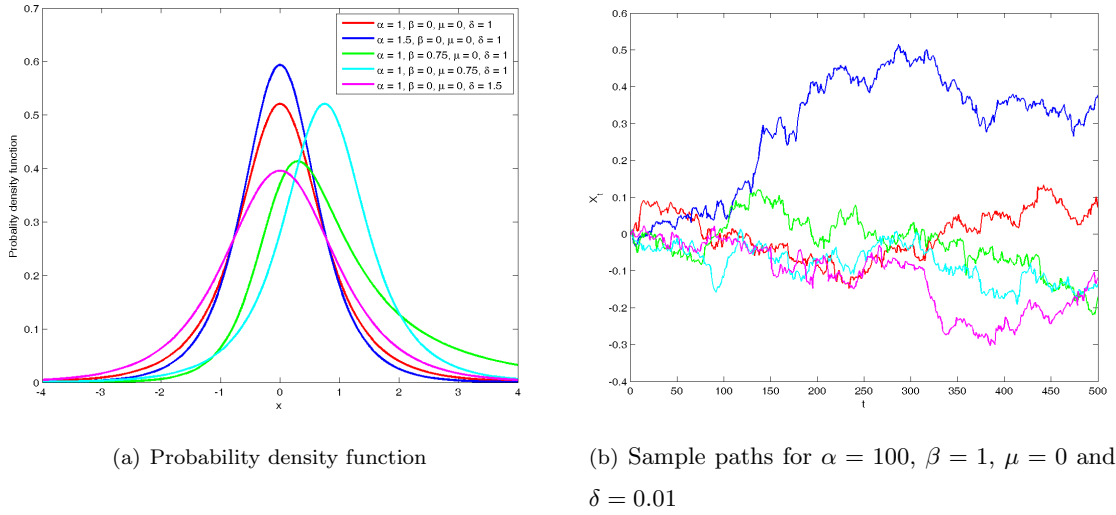 0.7
0.6
0.5
0.4
0.3
0.2
0.1
0
Probality density function
-4 -3 -2 -1 0 1 2 3 4
x
α = 1, β = 0, μ = 0, δ = 1
α = 1.5, β = 0, μ = 0, δ = 1
α = 1, β = 0.75, μ = 0, δ = 1
α = 1, β = 0, μ = 0.75, δ = 1
α = 1, β = 0, μ = 0, δ = 1.5
(a) Probability density function
0.6
0.5
0.4
0.3
0.2
0.1
0
-0.1
-0.2
-0.3
-0.4
X_t
0 50 100 150 200 250 300 350 400 450 500
t
(b) Sample paths for α = 100, β = 1, μ = 0 and
δ = 0.01